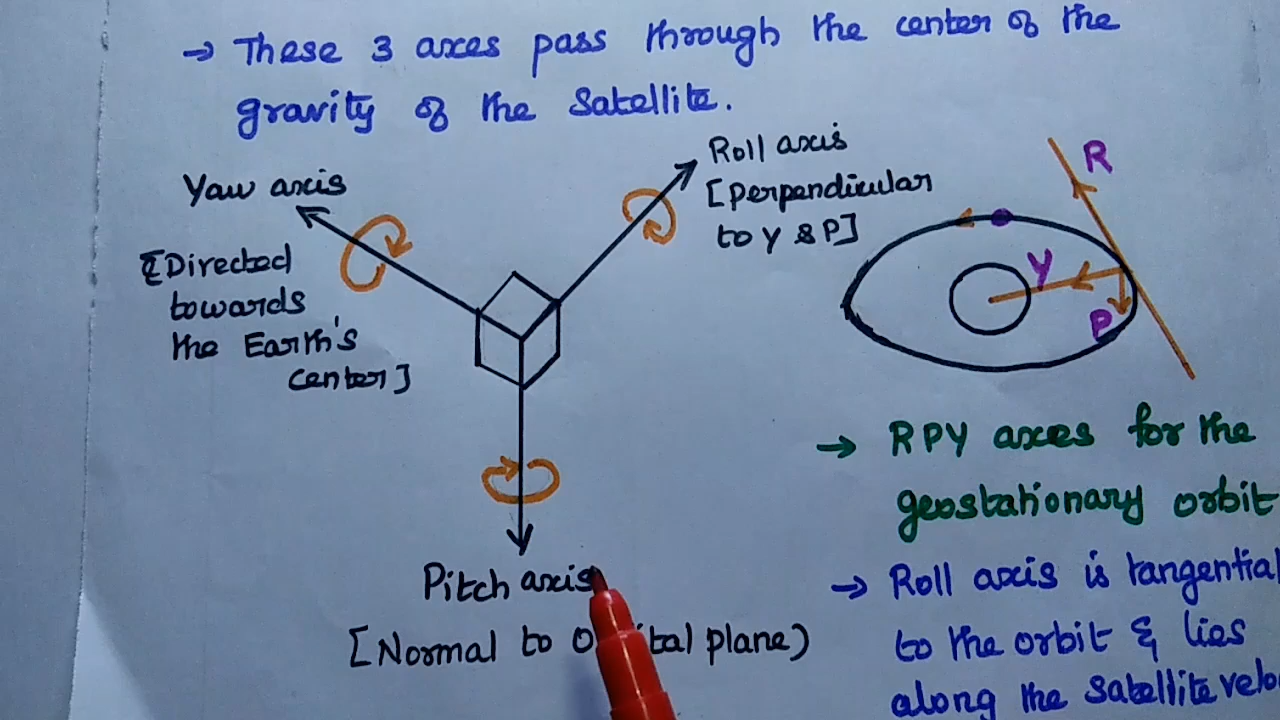 → These 3 axes pass through the center of the
gravity of the Satellite.
Yaw axis
[Directed
towards
the Earth's
center]
Roll axis
[Perpendicular
to Y & P]
Pitch axis
[Normal to Orbital plane)
R
Y
P
→ RPY axes for the
geostationary orbit
→ Roll axis is tangential
to the orbit & lies
along the Satellite velo